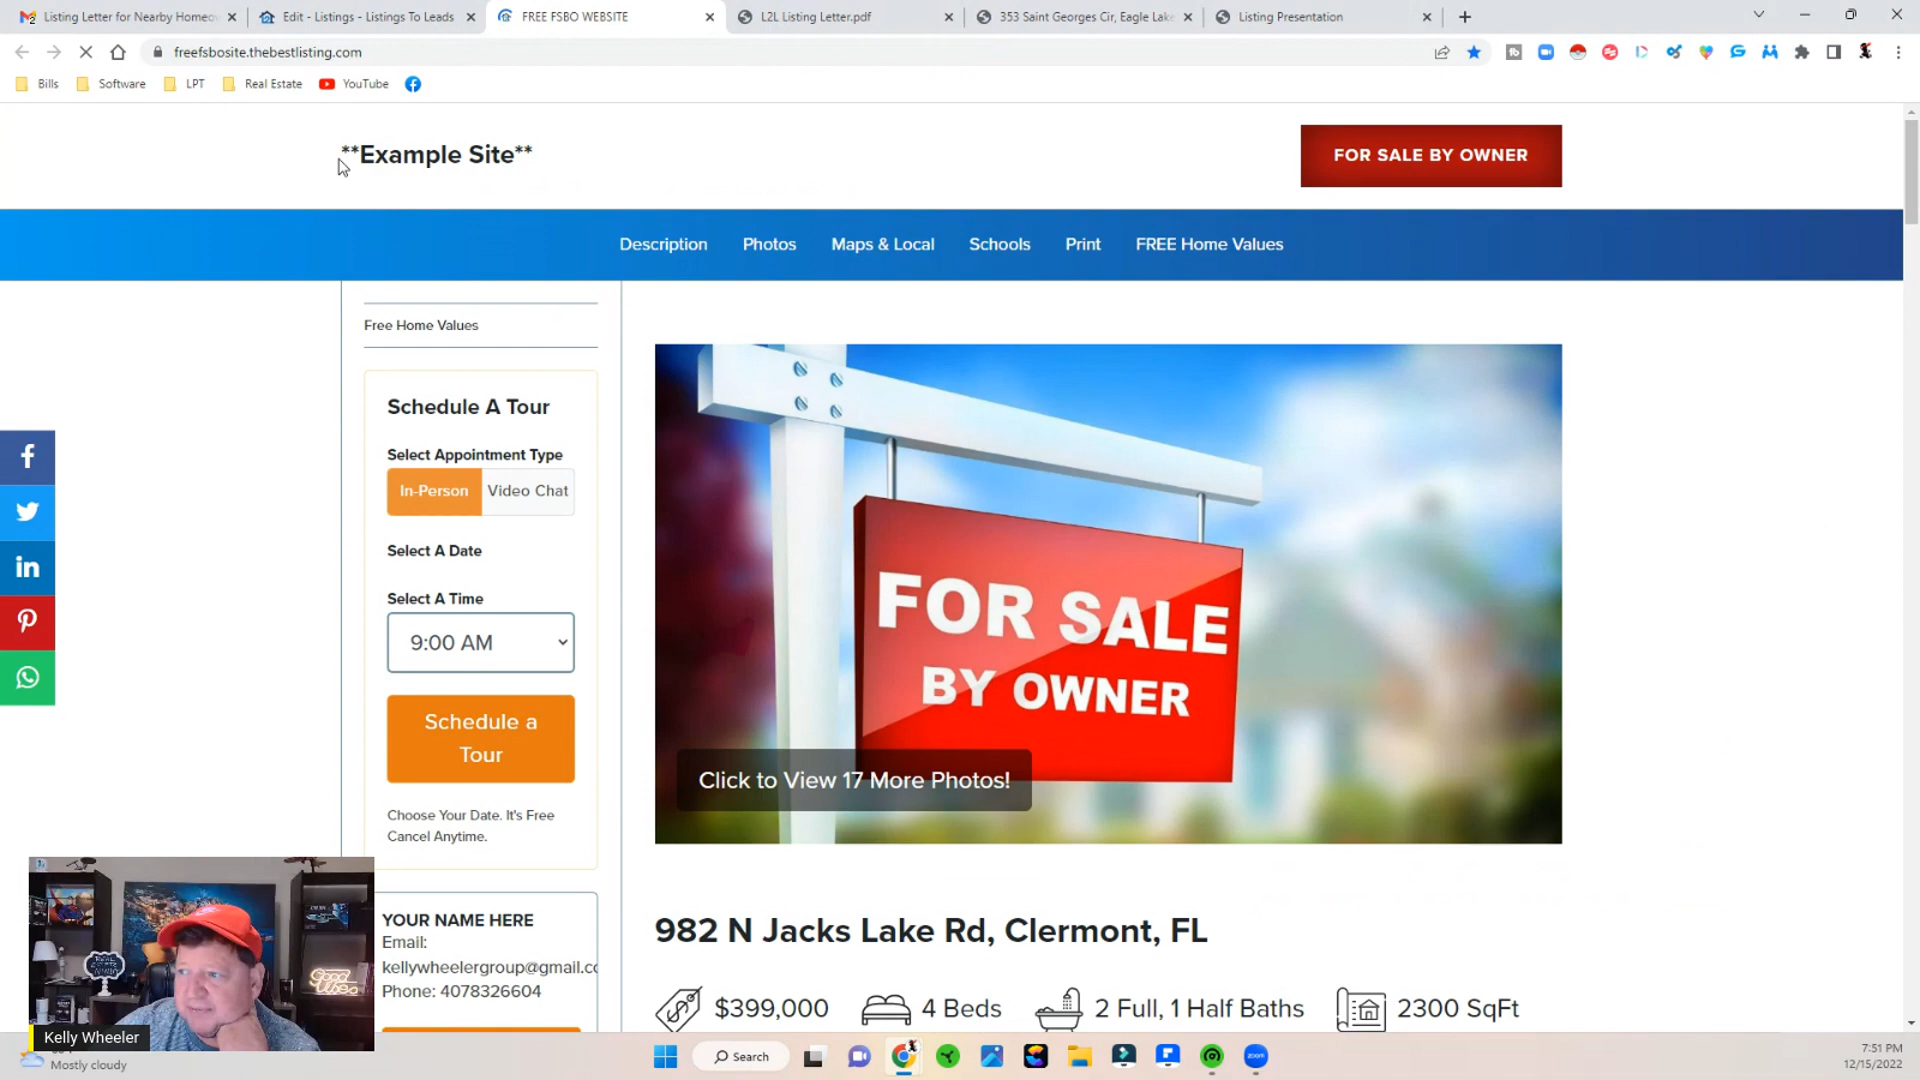 Listing Letter for Nearby Homeov
Edit - Listings - Listings To Leads
FREE FSBO WEBSITE
L2L Listing Letter.pdf
353 Saint Georges Cir, Eagle Lake
Listing Presentation
freefsbosite.thebestlisting.com
Bills
Software
LPT
Real Estate
YouTube
**Example Site**
FOR SALE BY OWNER
Description
Photos
Maps & Local
Schools
Print
FREE Home Values
Free Home Values
Schedule A Tour
Select Appointment Type
In-Person
Video Chat
Select A Date
Select A Time
9:00 AM
Schedule a
Tour
Choose Your Date. It's Free
Cancel Anytime.
FOR SALE
BY OWNER
Click to View 17 More Photos!
YOUR NAME HERE
Email:
kellywheelergroup@gmail.co
Phone: 4078326604
982 N Jacks Lake Rd, Clermont, FL
$399,000
4 Beds
2 Full, 1 Half Baths
2300 SqFt
Kelly Wheeler
Mostly cloudy
Search
zoom
7:51 PM
12/15/2022